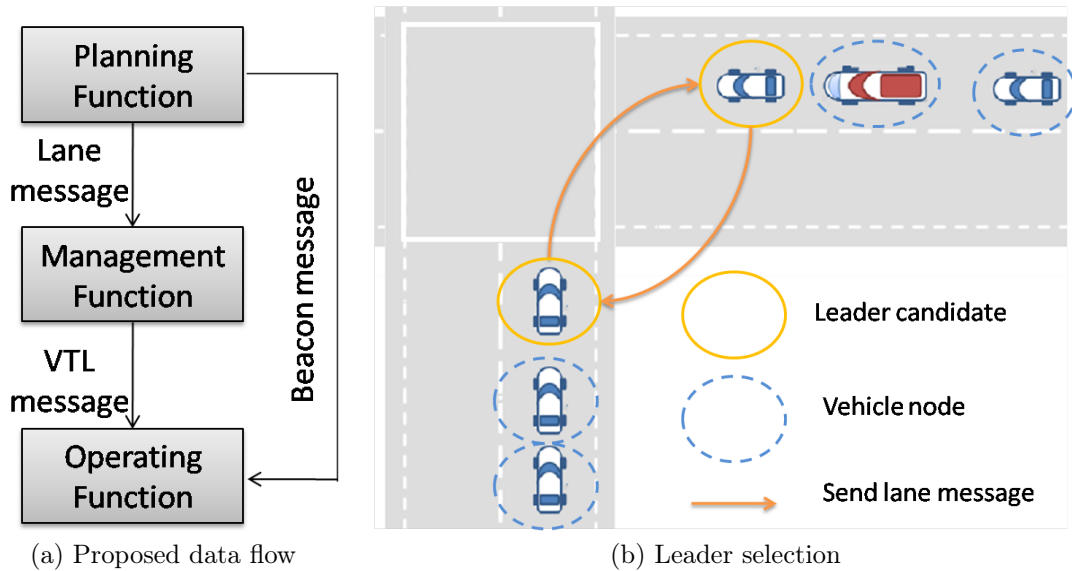 Planning
Function
Lane
message
Management
Function
VTL
message
Operating
Function
Beacon message
(a) Proposed data flow
Leader candidate
Vehicle node
Send lane message
(b) Leader selection